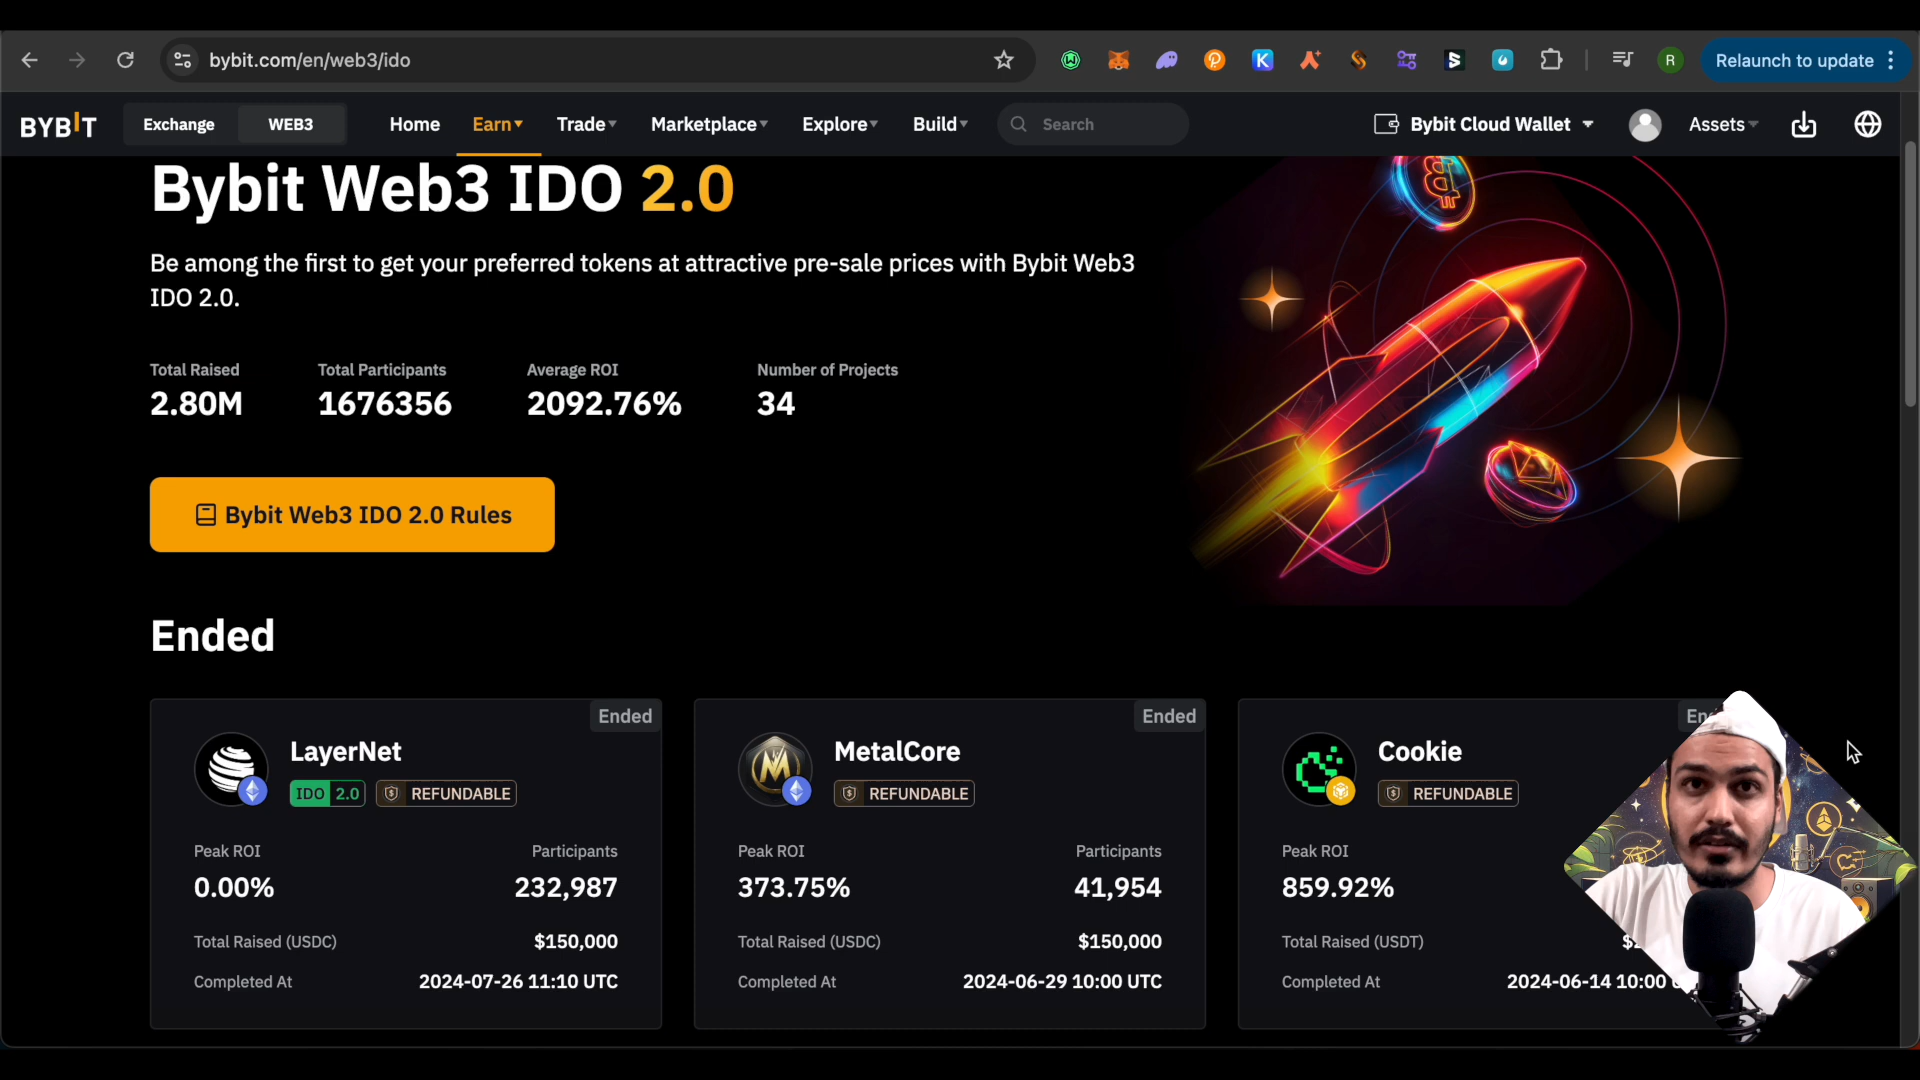 bybit.com/en/web3/ido
R
Relaunch to update
BYBIT
Exchange
WEB3
Home
Earn
Trade
Marketplace
Explore
Build
Search
Bybit Cloud Wallet
Assets
Bybit Web3 IDO 2.0
Be among the first to get your preferred tokens at attractive pre-sale prices with Bybit Web3
IDO 2.0.
Total Raised
2.80M
Total Participants
1676356
Average ROI
2092.76%
Number of Projects
34
Bybit Web3 IDO 2.0 Rules
Ended
Ended
LayerNet
IDO 2.0
REFUNDABLE
Peak ROI
0.00%
Participants
232,987
Total Raised (USDC)
$150,000
Completed At
2024-07-26 11:10 UTC
Ended
MetalCore
REFUNDABLE
Peak ROI
373.75%
Participants
41,954
Total Raised (USDC)
$150,000
Completed At
2024-06-29 10:00 UTC
Cookie
REFUNDABLE
Peak ROI
859.92%
Total Raised (USDT)
Completed At
2024-06-14 10:00